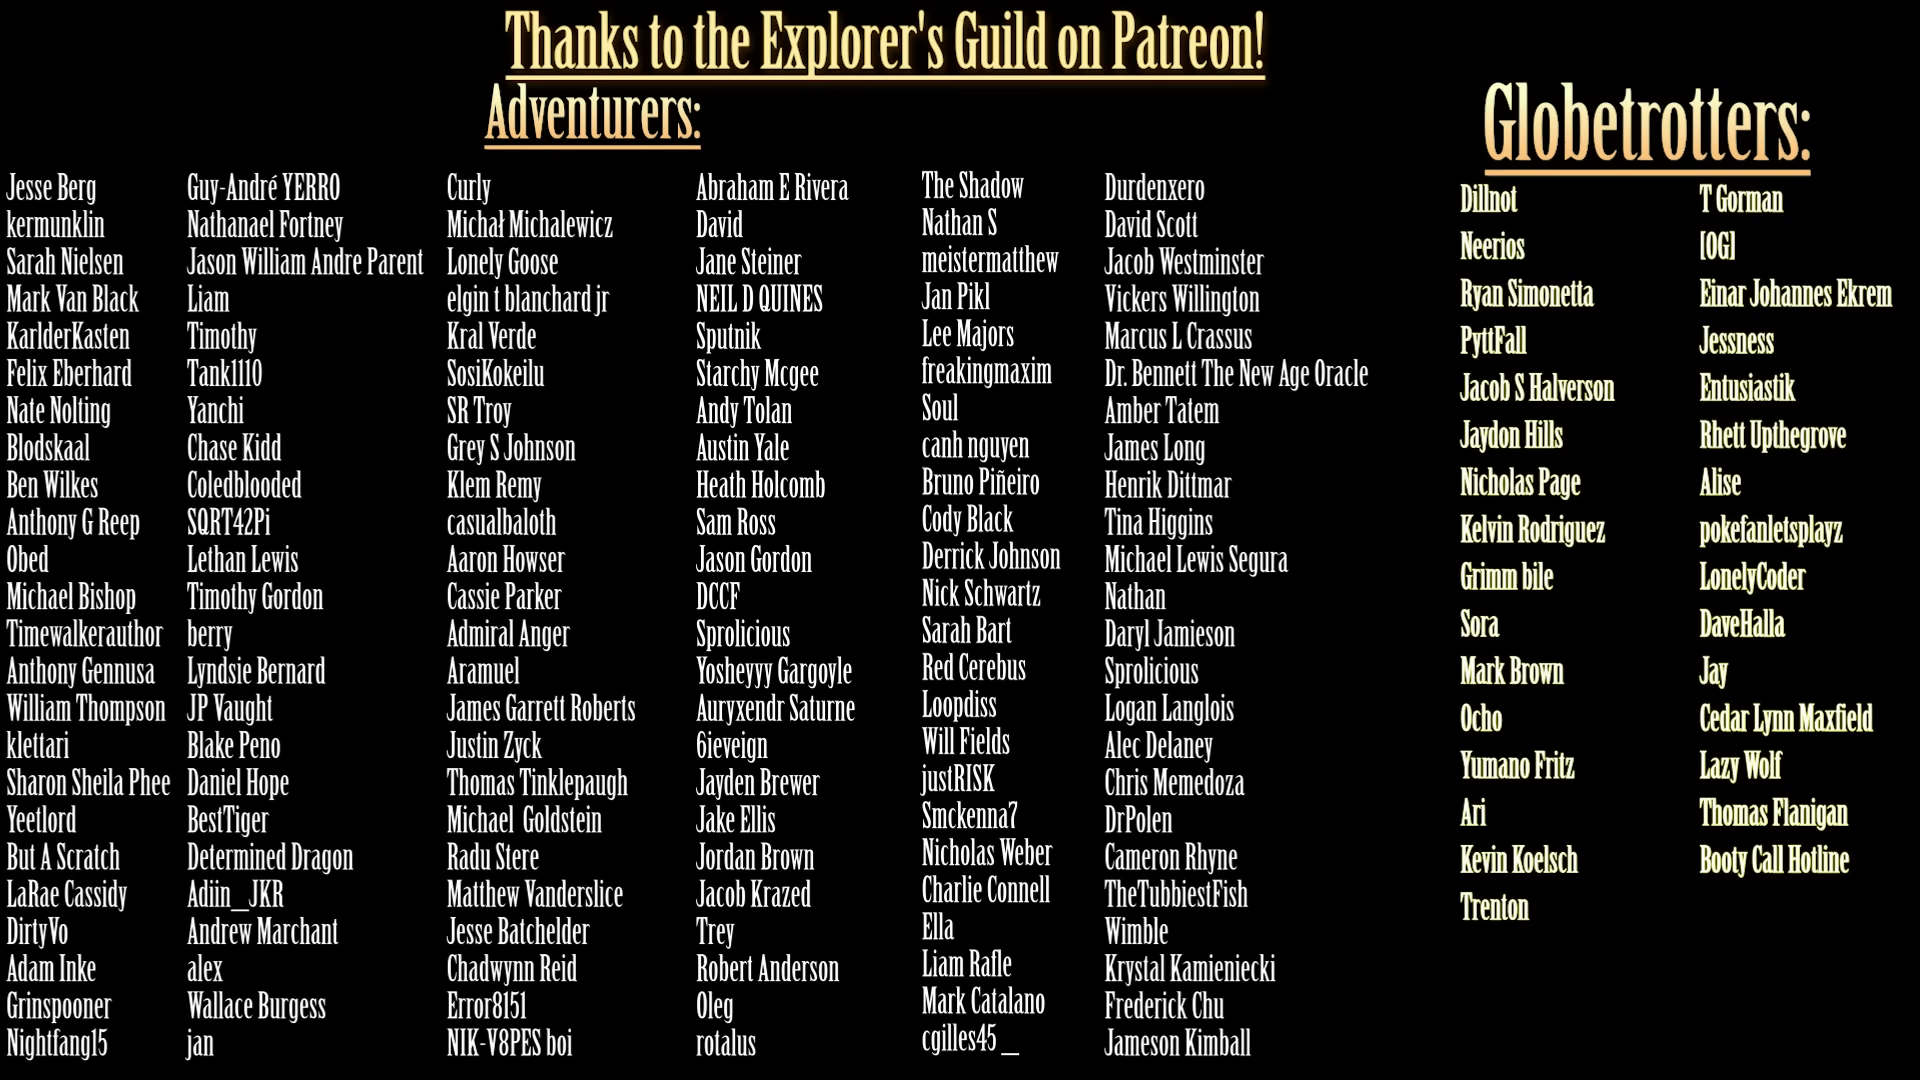 Thanks to the Explorer's Guild on Patreon!
Adventurers:
Jesse Berg
kermunklin
Sarah Nielsen
Mark Van Black
KarlderKasten
Felix Eberhard
Nate Nolting
Blodskaal
Ben Wilkes
Anthony G Reep
Obed
Michael Bishop
Timewalkerauthor
Anthony Gennusa
William Thompson
klettari
Sharon Sheila Phee
Yeetlord
But A Scratch
LaRae Cassidy
DirtyVo
Adam Inke
Grinspooner
Nightfang15
Guy-André YERRO
Nathanael Fortney
Jason William Andre Parent
Liam
Timothy
Tank1110
Yanchi
Chase Kidd
Coledblooded
SQRT42Pi
Lethan Lewis
Timothy Gordon
berry
Lyndsie Bernard
JP Vaught
Blake Peno
Daniel Hope
BestTiger
Determined Dragon
Adiin_JKR
Andrew Marchant
alex
Wallace Burgess
jan
Curly
Michał Michalewicz
Lonely Goose
elgin t blanchard jr
Kral Verde
SosiKokeilu
SR Troy
Grey S Johnson
Klem Remy
casualbaloth
Aaron Howser
Cassie Parker
Admiral Anger
Aramuel
James Garrett Roberts
Justin Zyck
Thomas Tinklepaugh
Michael  Goldstein
Radu Stere
Matthew Vanderslice
Jesse Batchelder
Chadwynn Reid
Error8151
NIK-V8PES boi
Abraham E Rivera
David
Jane Steiner
NEIL D QUINES
Sputnik
Starchy Mcgee
Andy Tolan
Austin Yale
Heath Holcomb
Sam Ross
Jason Gordon
DCCF
Sprolicious
Yosheyyy Gargoyle
Auryxendr Saturne
6ieveign
Jayden Brewer
Jake Ellis
Jordan Brown
Jacob Krazed
Trey
Robert Anderson
Oleg
rotalus
The Shadow
Nathan S
meistermatthew
Jan Pikl
Lee Majors
freakingmaxim
Soul
canh nguyen
Bruno Piñeiro
Cody Black
Derrick Johnson
Nick Schwartz
Sarah Bart
Red Cerebus
Loopdiss
Will Fields
justRISK
Smckenna7
Nicholas Weber
Charlie Connell
Ella
Liam Rafle
Mark Catalano
cgilles45 _
Durdenxero
David Scott
Jacob Westminster
Vickers Willington
Marcus L Crassus
Dr. Bennett The New Age Oracle
Amber Tatem
James Long
Henrik Dittmar
Tina Higgins
Michael Lewis Segura
Nathan
Daryl Jamieson
Sprolicious
Logan Langlois
Alec Delaney
Chris Memedoza
DrPolen
Cameron Rhyne
TheTubbiestFish
Wimble
Krystal Kamieniecki
Frederick Chu
Jameson Kimball
Globetrotters:
Dillnot
Neerios
Ryan Simonetta
PyttFall
Jacob S Halverson
Jaydon Hills
Nicholas Page
Kelvin Rodriguez
Grimm bile
Sora
Mark Brown
Ocho
Yumano Fritz
Ari
Kevin Koelsch
Trenton
T Gorman
[OG]
Einar Johannes Ekrem
Jessness
Entusiastik
Rhett Upthegrove
Alise
pokefanletsplayz
LonelyCoder
DaveHalla
Jay
Cedar Lynn Maxfield
Lazy Wolf
Thomas Flanigan
Booty Call Hotline